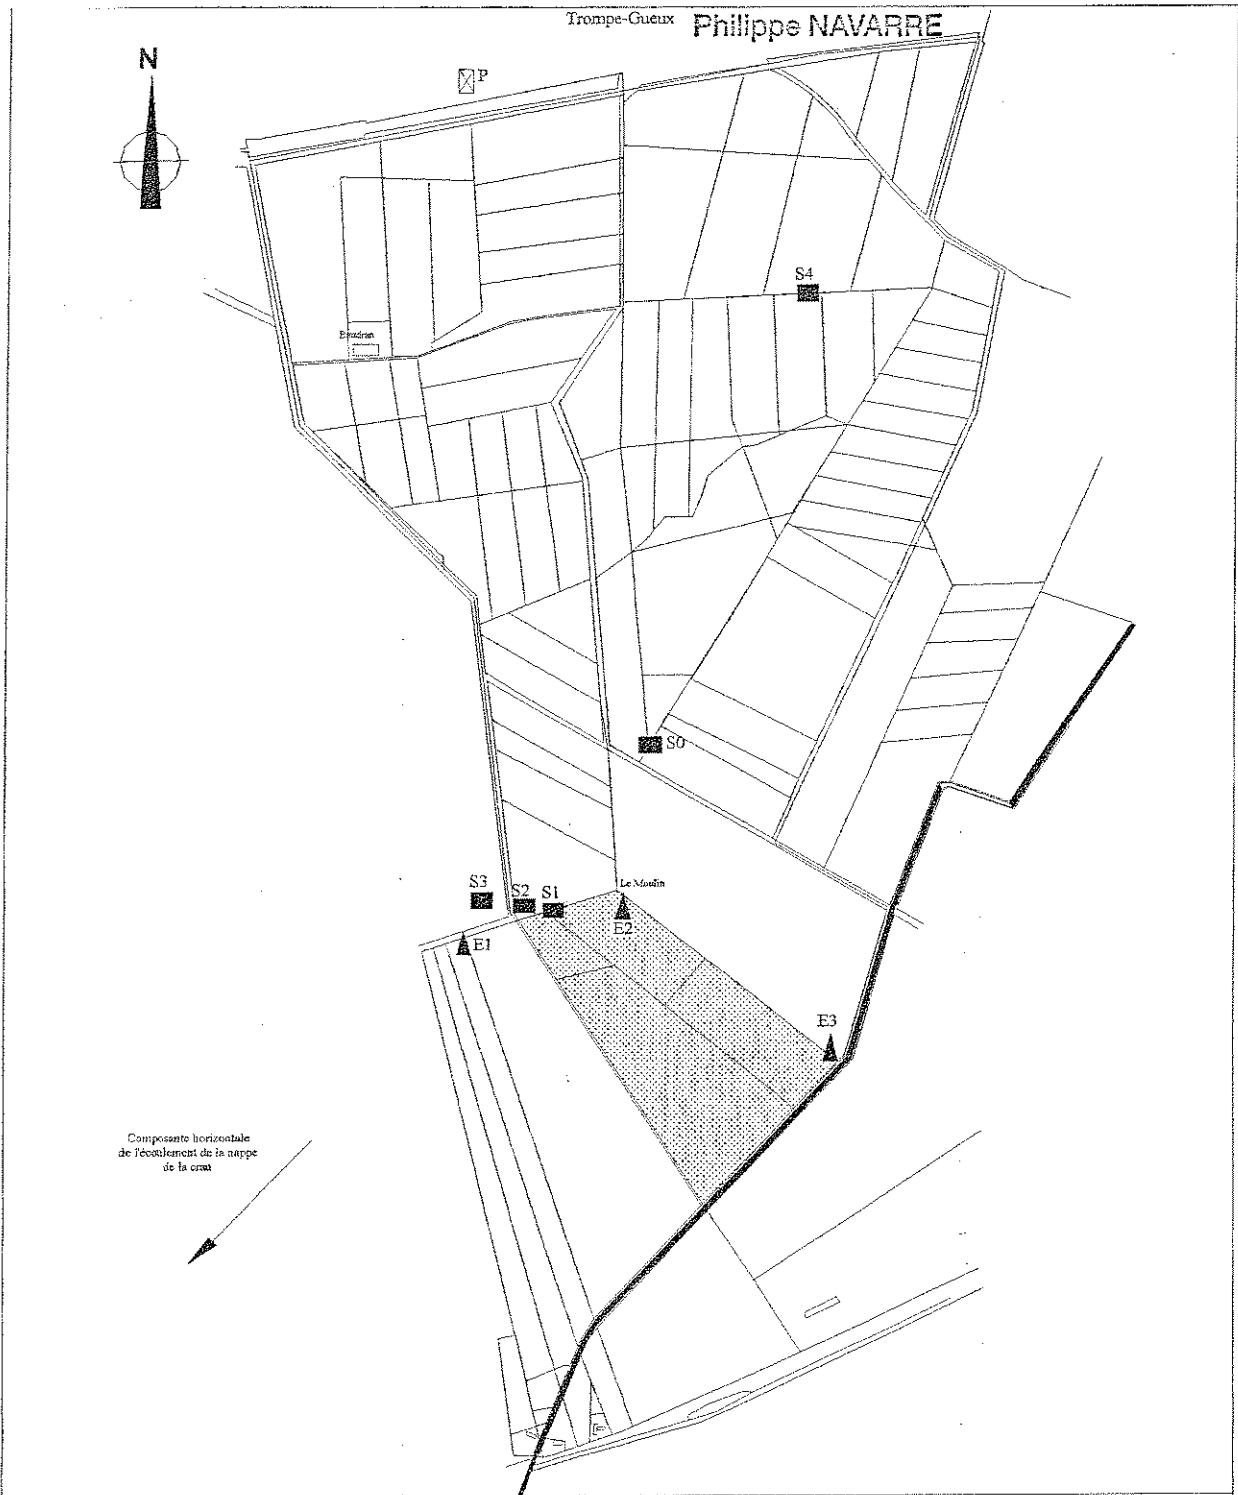 Trompe-Gueux Philippe NAVARRE
N
P
S4
S0
S3
S2
S1
Le Moulin
E2
E1
E3
Composante horizontale
de l'écoulement de la nappe
de la crau